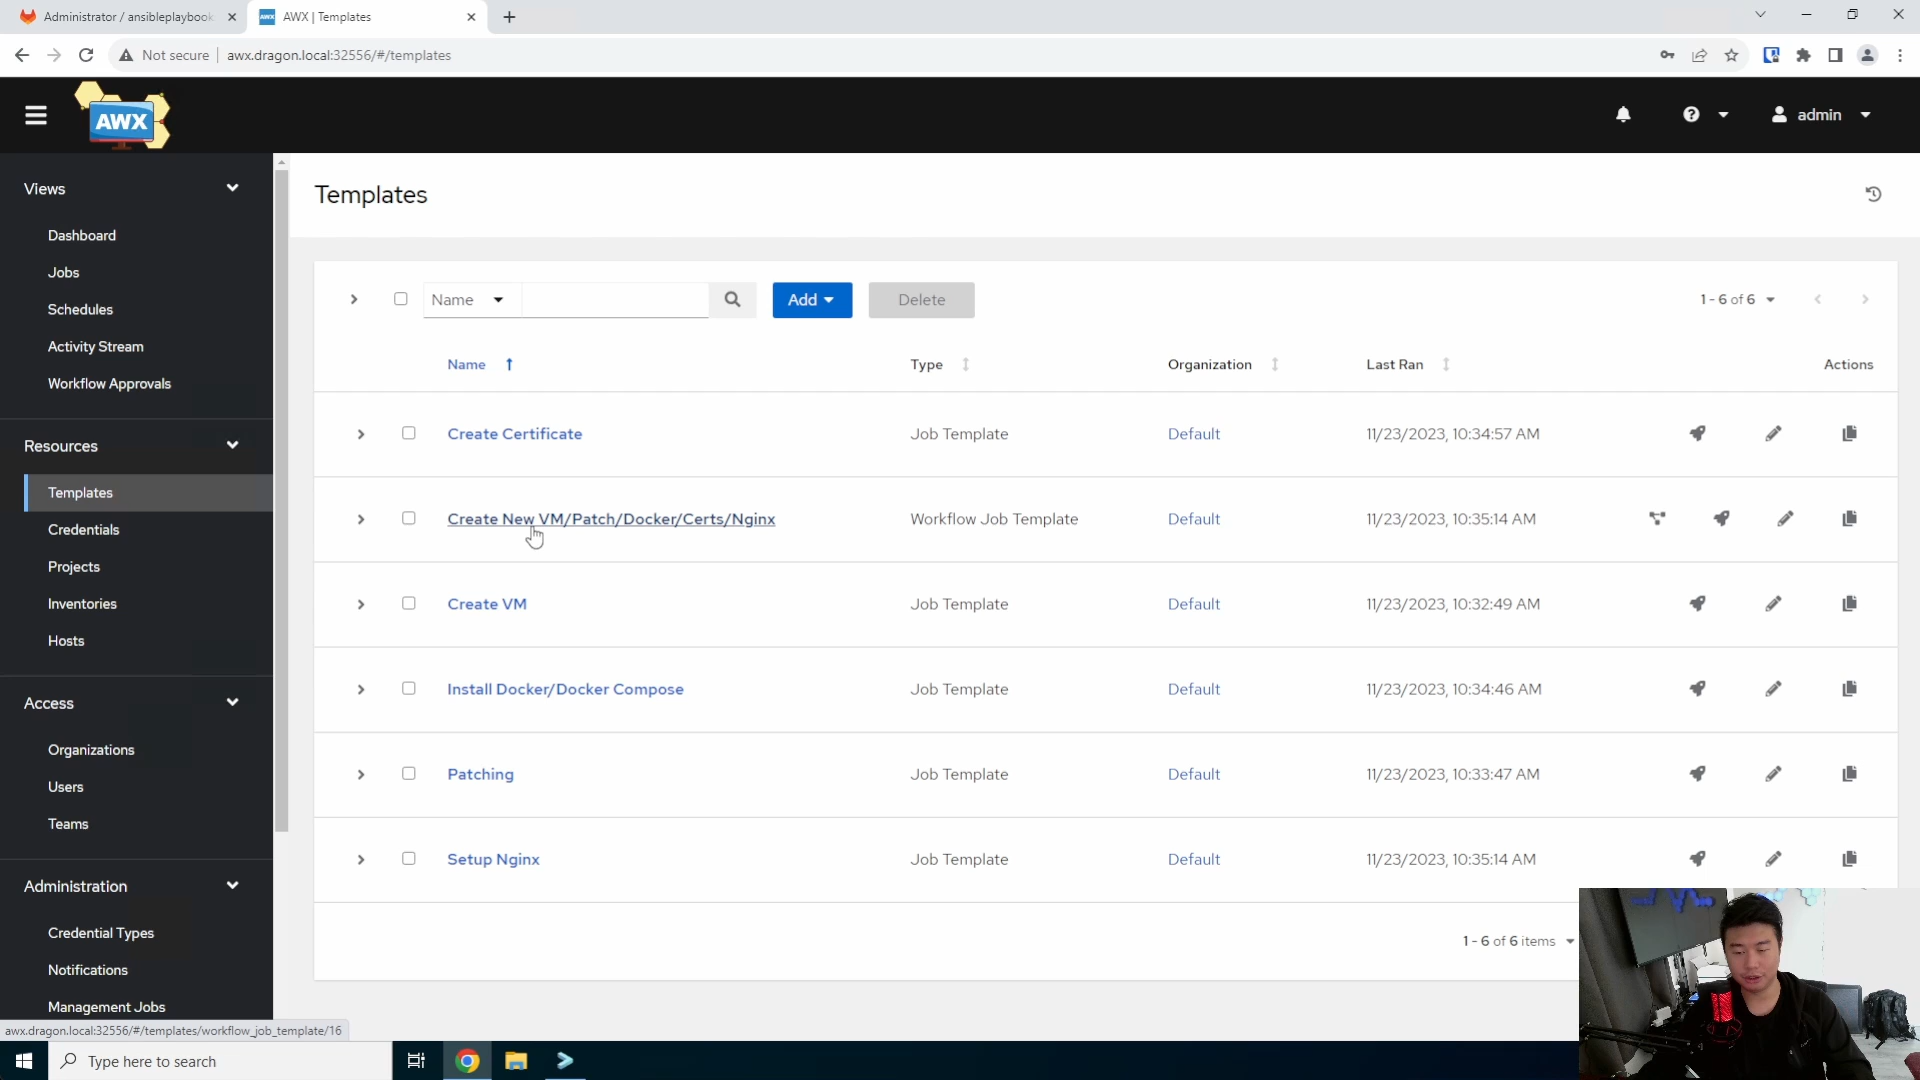 Administrator / ansibleplaybook
AWX | Templates
Not secure
awx.dragon.local:32556/#/templates
AWX
admin
Views
Dashboard
Jobs
Schedules
Activity Stream
Workflow Approvals
Resources
Templates
Credentials
Projects
Inventories
Hosts
Access
Organizations
Users
Teams
Administration
Credential Types
Notifications
Management Jobs
Templates
Name
Add
Delete
1 - 6 of 6
Name Type Organization Last Ran Actions
Create Certificate Job Template Default 11/23/2023, 10:34:57 AM
Create New VM/Patch/Docker/Certs/Nginx Workflow Job Template Default 11/23/2023, 10:35:14 AM
Create VM Job Template Default 11/23/2023, 10:32:49 AM
Install Docker/Docker Compose Job Template Default 11/23/2023, 10:34:46 AM
Patching Job Template Default 11/23/2023, 10:33:47 AM
Setup Nginx Job Template Default 11/23/2023, 10:35:14 AM
1 - 6 of 6 items
awx.dragon.local:32556/#/templates/workflow_job_template/16
Type here to search